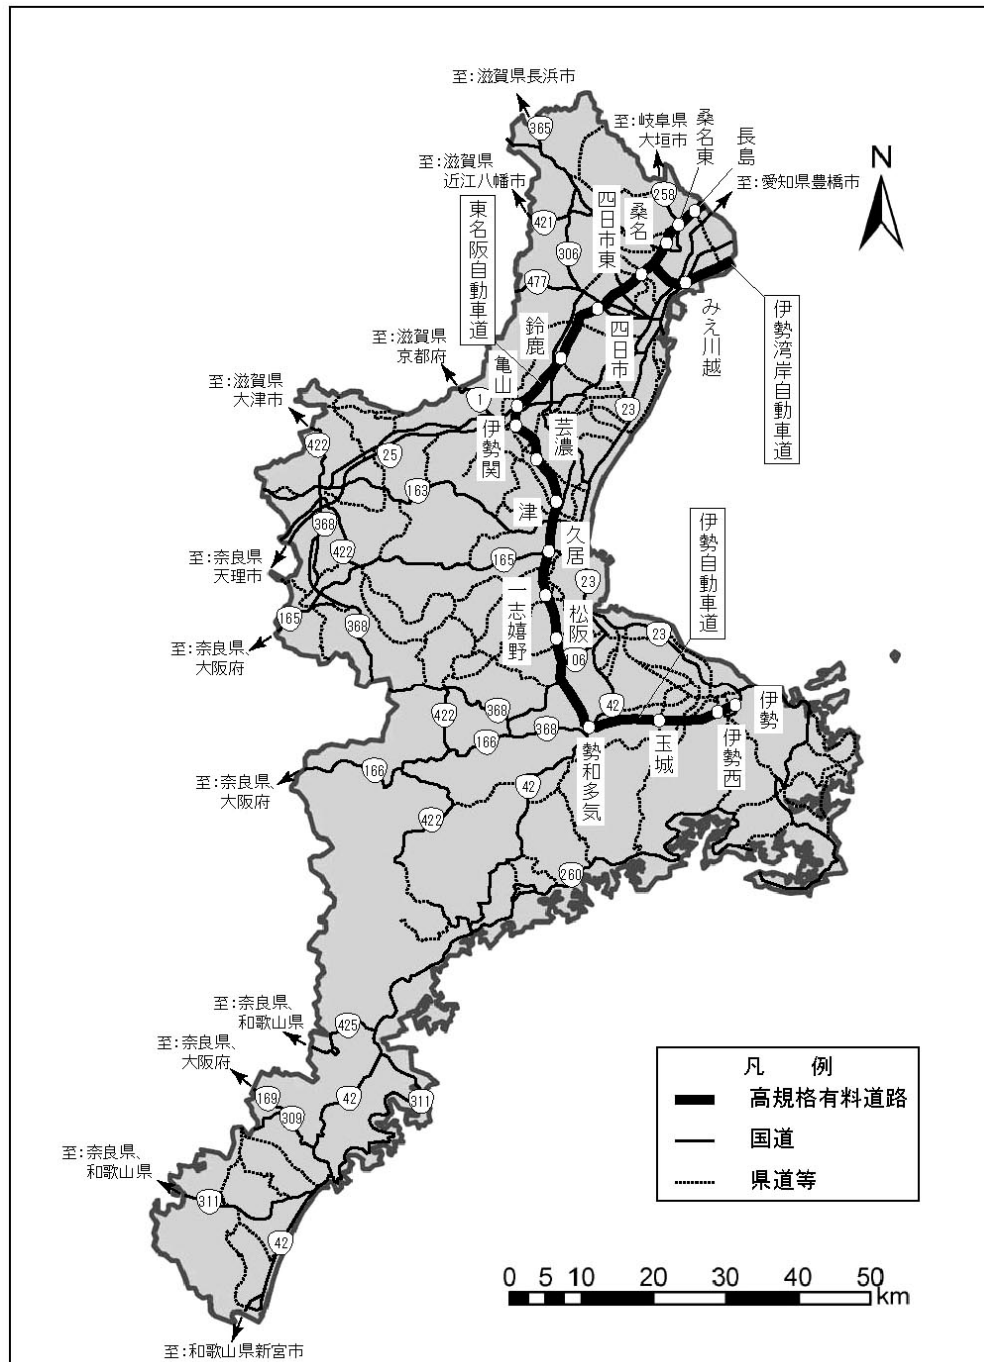 至：滋賀県長浜市
365
至：岐阜県
大垣市
桑名東
長島
N
至：滋賀県
近江八幡市
258
至：愛知県豊橋市
421
四日市東
桑名
東名阪自動車道
306
477
みえ川越
伊勢湾岸自動車道
鈴鹿
四日市
至：滋賀県
京都府
亀山
1
至：滋賀県
大津市
23
422
伊勢関
芸濃
25
163
368
津
久居
伊勢自動車道
422
165
至：奈良県
天理市
23
一志嬉野
松阪
165
368
23
至：奈良県、
大阪府
106
422
368
42
伊勢
368
166
玉城
伊勢西
勢和多気
至：奈良県、
大阪府
166
42
422
260
至：奈良県、
和歌山県
425
至：奈良県、
大阪府
169
42
311
309
凡　例
高規格有料道路
国道
県道等
至：奈良県、
和歌山県
311
42
0 5 10 20 30 40 50
km
至：和歌山県新宮市